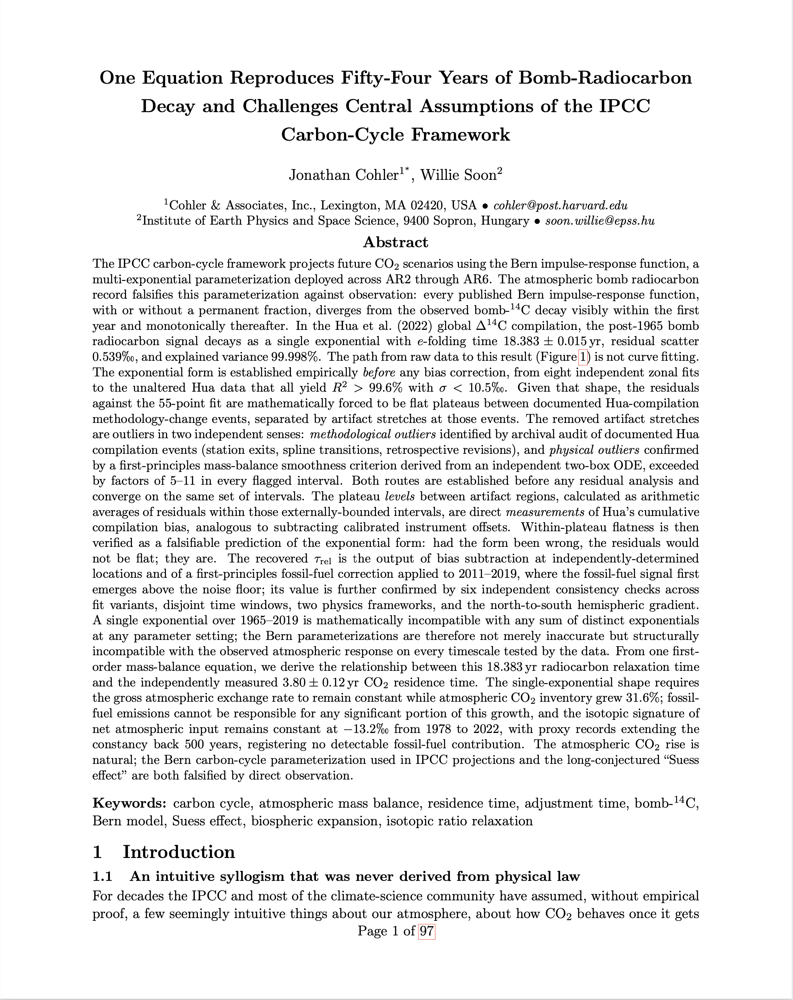 One Equation Reproduces Fifty-Four Years of Bomb-Radiocarbon
Decay and Challenges Central Assumptions of the IPCC
Carbon-Cycle Framework
Jonathan Cohler¹*, Willie Soon²
¹Cohler & Associates, Inc., Lexington, MA 02420, USA • cohler@post.harvard.edu
²Institute of Earth Physics and Space Science, 9400 Sopron, Hungary • soon.willie@epss.hu
Abstract
The IPCC carbon-cycle framework projects future CO₂ scenarios using the Bern impulse-response function, a
multi-exponential parameterization deployed across AR2 through AR6. The atmospheric bomb radiocarbon
record falsifies this parameterization against observation: every published Bern impulse-response function,
with or without a permanent fraction, diverges from the observed bomb-¹⁴C decay visibly within the first
year and monotonically thereafter. In the Hua et al. (2022) global Δ¹⁴C compilation, the post-1965 bomb
radiocarbon signal decays as a single exponential with e-folding time 18.383 ± 0.015 yr, residual scatter
0.539‰, and explained variance 99.998%. The path from raw data to this result (Figure 1) is not curve fitting.
The exponential form is established empirically before any bias correction, from eight independent zonal fits
to the unaltered Hua data that all yield R² > 99.6% with σ < 10.5‰. Given that shape, the residuals
against the 55-point fit are mathematically forced to be flat plateaus between documented Hua-compilation
methodology-change events, separated by artifact stretches at those events. The removed artifact stretches
are outliers in two independent senses: methodological outliers identified by archival audit of documented Hua
compilation events (station exits, spline transitions, retrospective revisions), and physical outliers confirmed
by a first-principles mass-balance smoothness criterion derived from an independent two-box ODE, exceeded
by factors of 5–11 in every flagged interval. Both routes are established before any residual analysis and
converge on the same set of intervals. The plateau levels between artifact regions, calculated as arithmetic
averages of residuals within those externally-bounded intervals, are direct measurements of Hua's cumulative
compilation bias, analogous to subtracting calibrated instrument offsets. Within-plateau flatness is then
verified as a falsifiable prediction of the exponential form: had the form been wrong, the residuals would
not be flat; they are. The recovered τrel is the output of bias subtraction at independently-determined
locations and of a first-principles fossil-fuel correction applied to 2011–2019, where the fossil-fuel signal first
emerges above the noise floor; its value is further confirmed by six independent consistency checks across
fit variants, disjoint time windows, two physics frameworks, and the north-to-south hemispheric gradient.
A single exponential over 1965–2019 is mathematically incompatible with any sum of distinct exponentials
at any parameter setting; the Bern parameterizations are therefore not merely inaccurate but structurally
incompatible with the observed atmospheric response on every timescale tested by the data. From one first-
order mass-balance equation, we derive the relationship between this 18.383 yr radiocarbon relaxation time
and the independently measured 3.80 ± 0.12 yr CO₂ residence time. The single-exponential shape requires
the gross atmospheric exchange rate to remain constant while atmospheric CO₂ inventory grew 31.6%; fossil-
fuel emissions cannot be responsible for any significant portion of this growth, and the isotopic signature of
net atmospheric input remains constant at −13.2‰ from 1978 to 2022, with proxy records extending the
constancy back 500 years, registering no detectable fossil-fuel contribution. The atmospheric CO₂ rise is
natural; the Bern carbon-cycle parameterization used in IPCC projections and the long-conjectured “Suess
effect” are both falsified by direct observation.
Keywords: carbon cycle, atmospheric mass balance, residence time, adjustment time, bomb-¹⁴C,
Bern model, Suess effect, biospheric expansion, isotopic ratio relaxation
1 Introduction
1.1 An intuitive syllogism that was never derived from physical law
For decades the IPCC and most of the climate-science community have assumed, without empirical
proof, a few seemingly intuitive things about our atmosphere, about how CO₂ behaves once it gets
Page 1 of 97